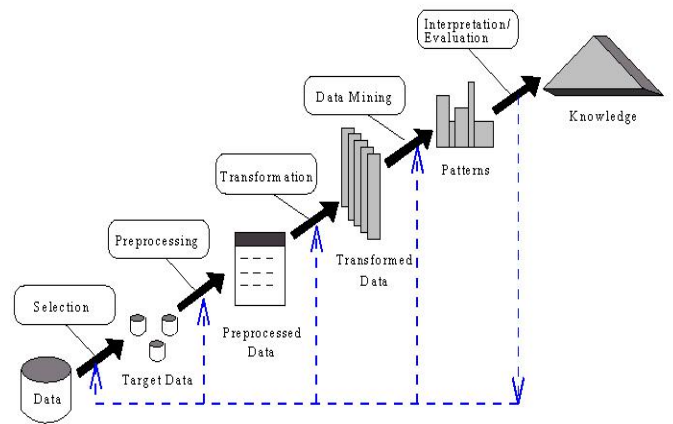 Interpretation/
Evaluation
Knowledge
Data Mining
Patterns
Transformation
Transformed
Data
Preprocessing
Preprocessed
Data
Selection
Target Data
Data